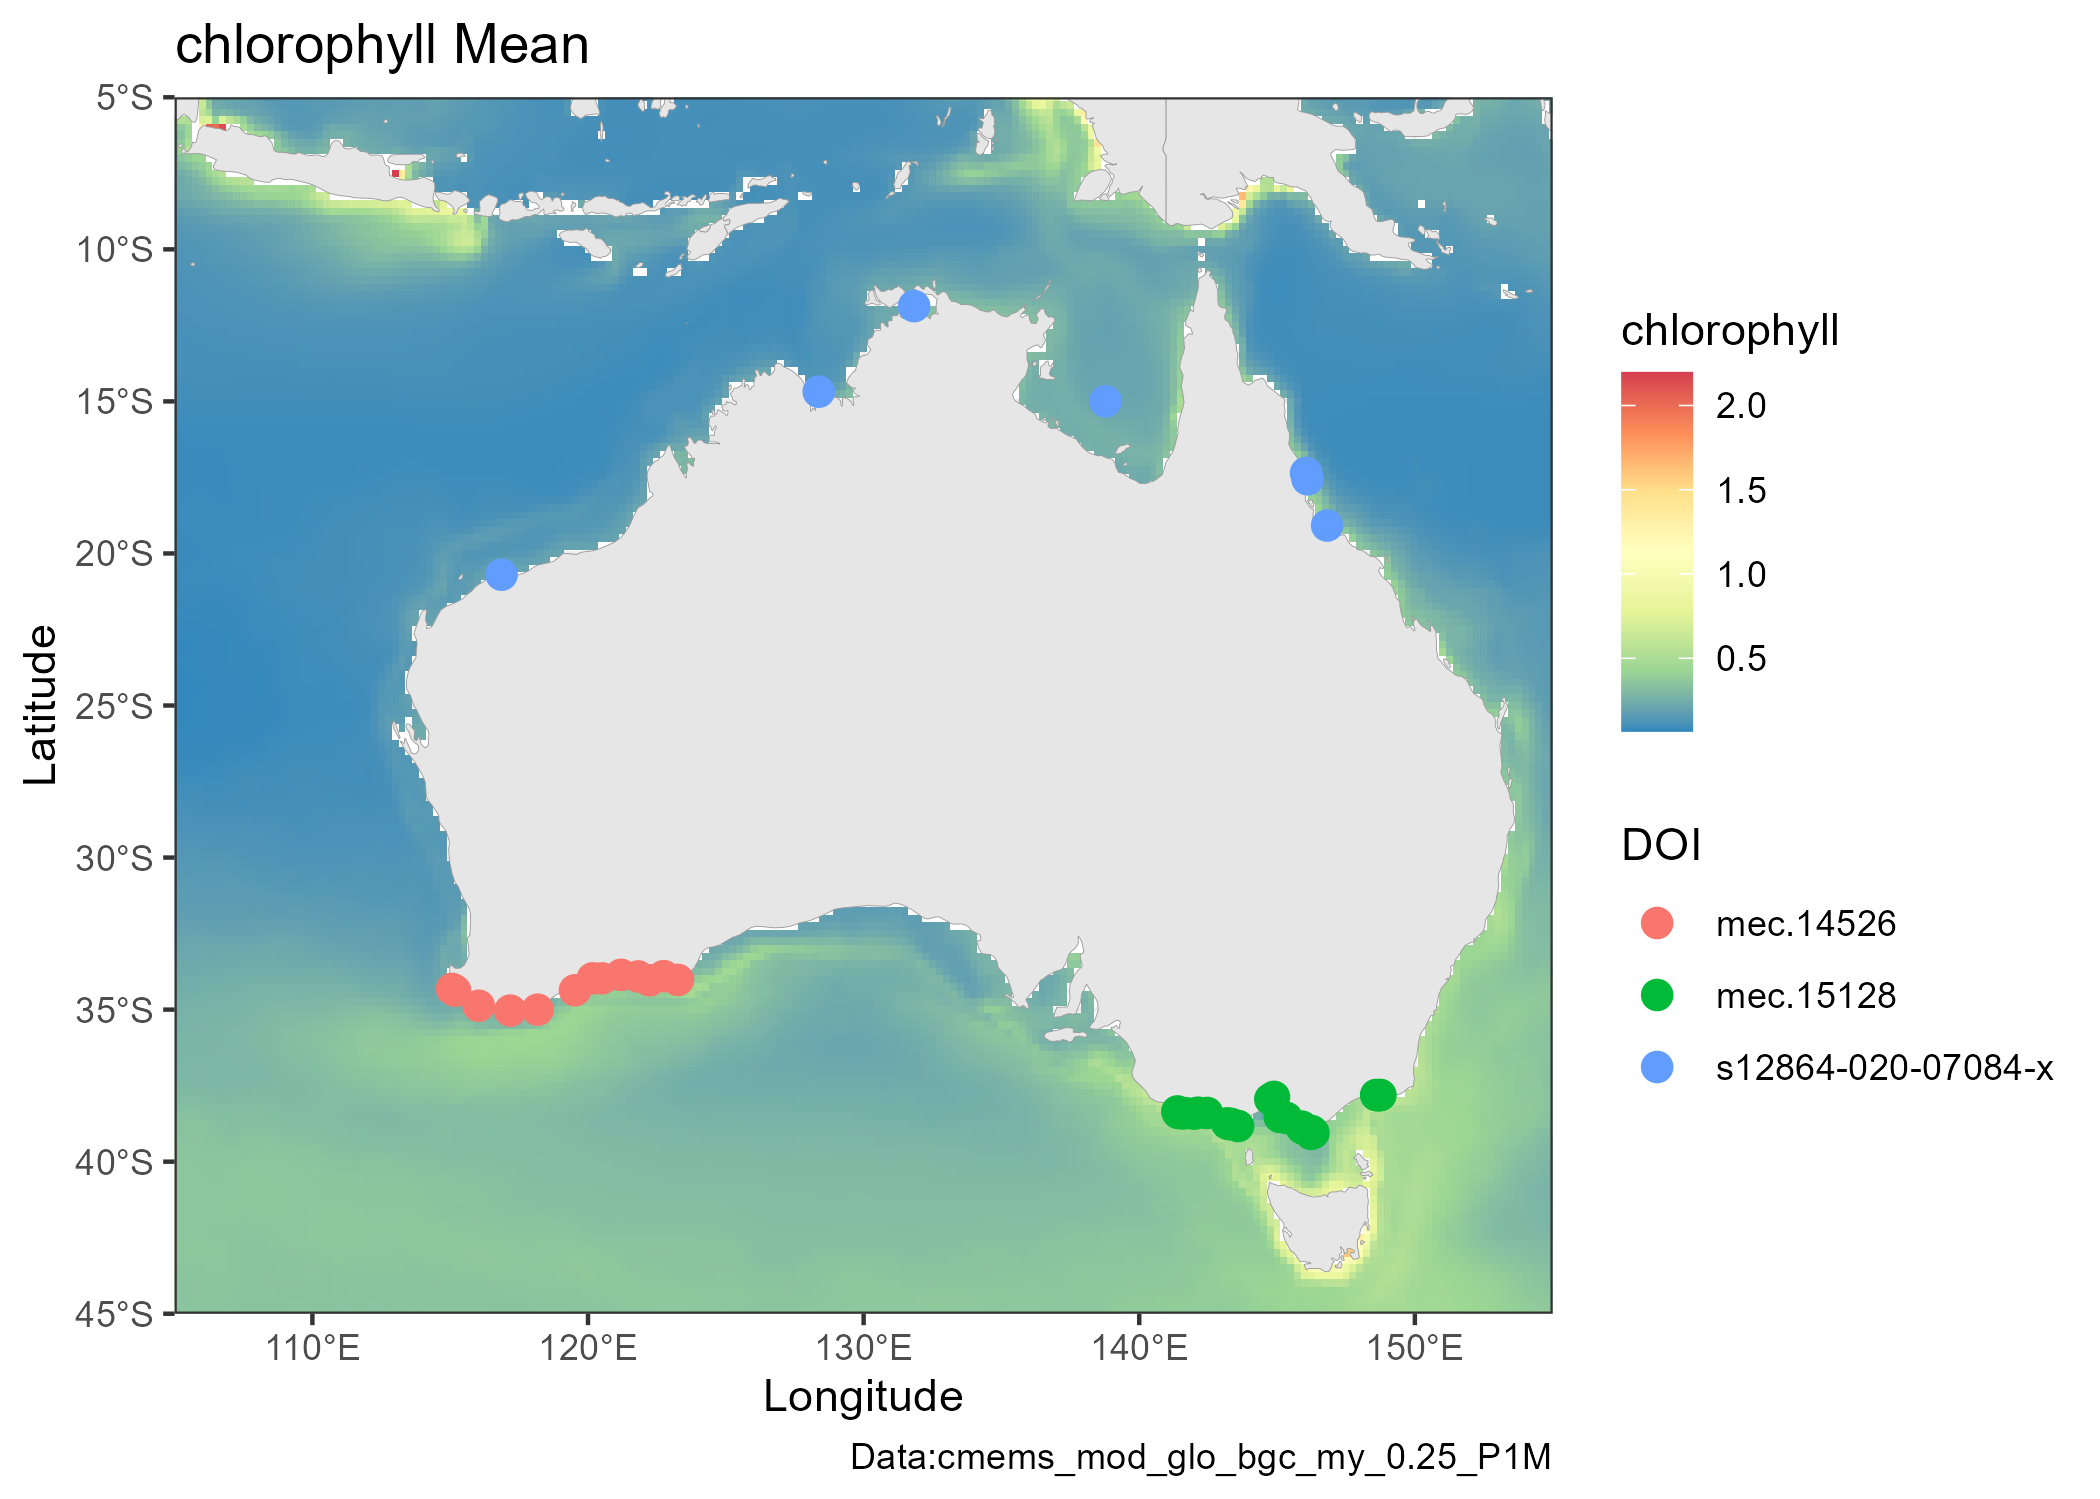 chlorophyll Mean
5°S
10°S
15°S
20°S
25°S
30°S
35°S
40°S
45°S
Latitude
110°E
120°E
130°E
140°E
150°E
Longitude
Data:cmems_mod_glo_bgc_my_0.25_P1M
chlorophyll
2.0
1.5
1.0
0.5
DOI
mec.14526
mec.15128
s12864-020-07084-x